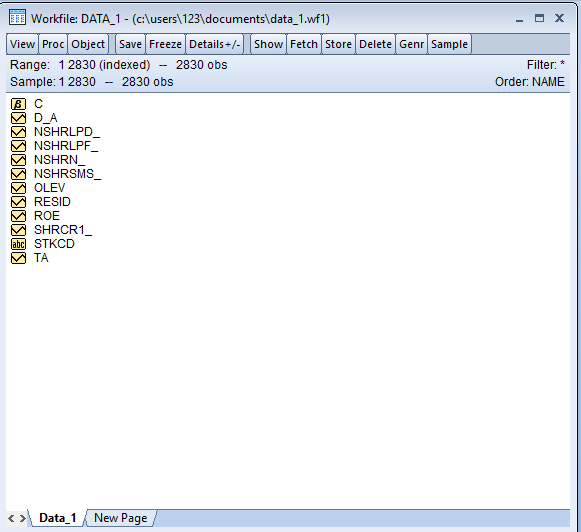 Workfile: DATA_1 - (c:\users\123\documents\data_1.wf1)
View Proc Object Save Freeze Details+/- Show Fetch Store Delete Genr Sample
Range: 1 2830 (indexed) -- 2830 obs Filter: *
Sample: 1 2830 -- 2830 obs Order: NAME
β C
D_A
NSHRLPD_
NSHRLPF_
NSHRN_
NSHRSMS_
OLEV
RESID
ROE
SHRCR1_
abc STKCD
TA
< > Data_1 New Page